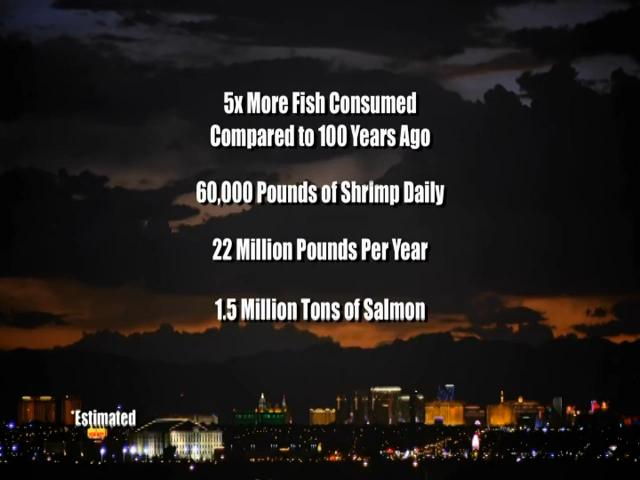 5x More Fish Consumed
Compared to 100 Years Ago
60,000 Pounds of Shrimp Daily
22 Million Pounds Per Year
1.5 Million Tons of Salmon
*Estimated